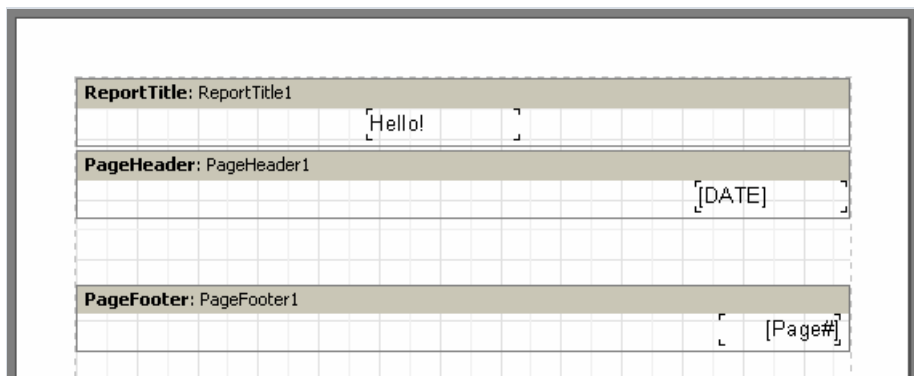 ReportTitle: ReportTitle1
Hello!
PageHeader: PageHeader1
[DATE]
PageFooter: PageFooter1
[Page#]